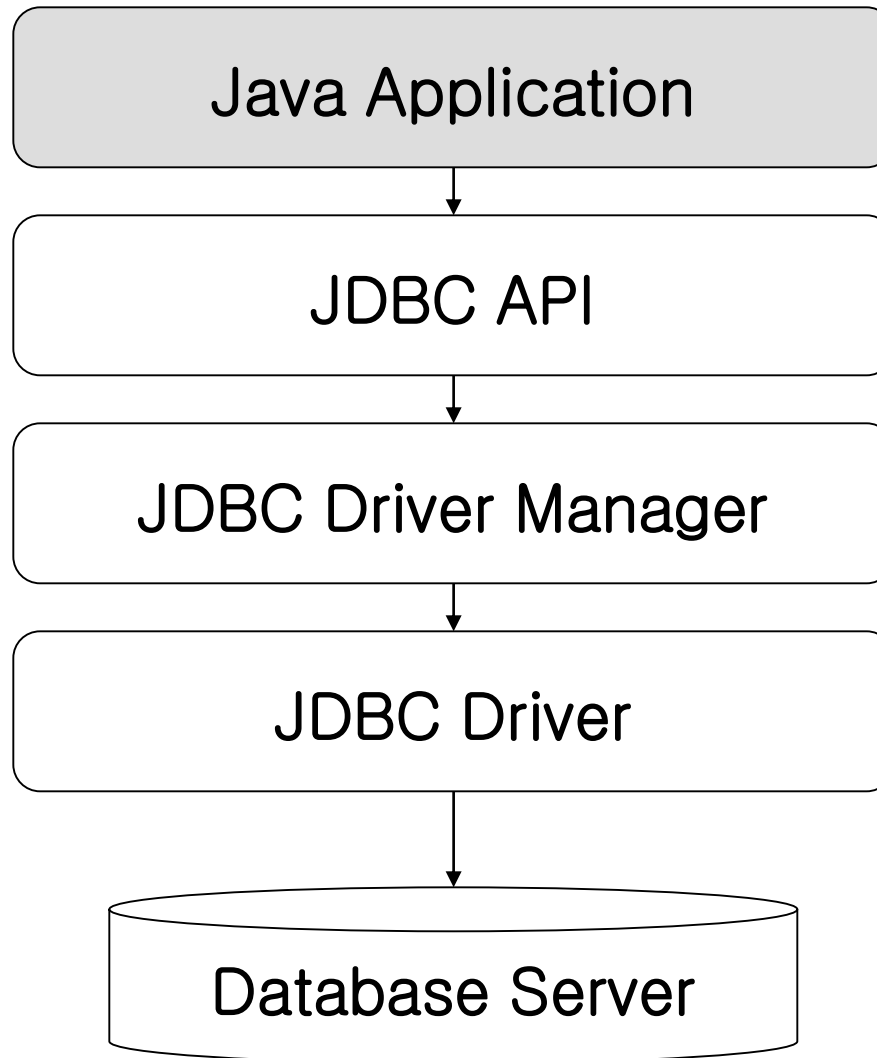 Java Application
JDBC API
JDBC Driver Manager
JDBC Driver
Database Server